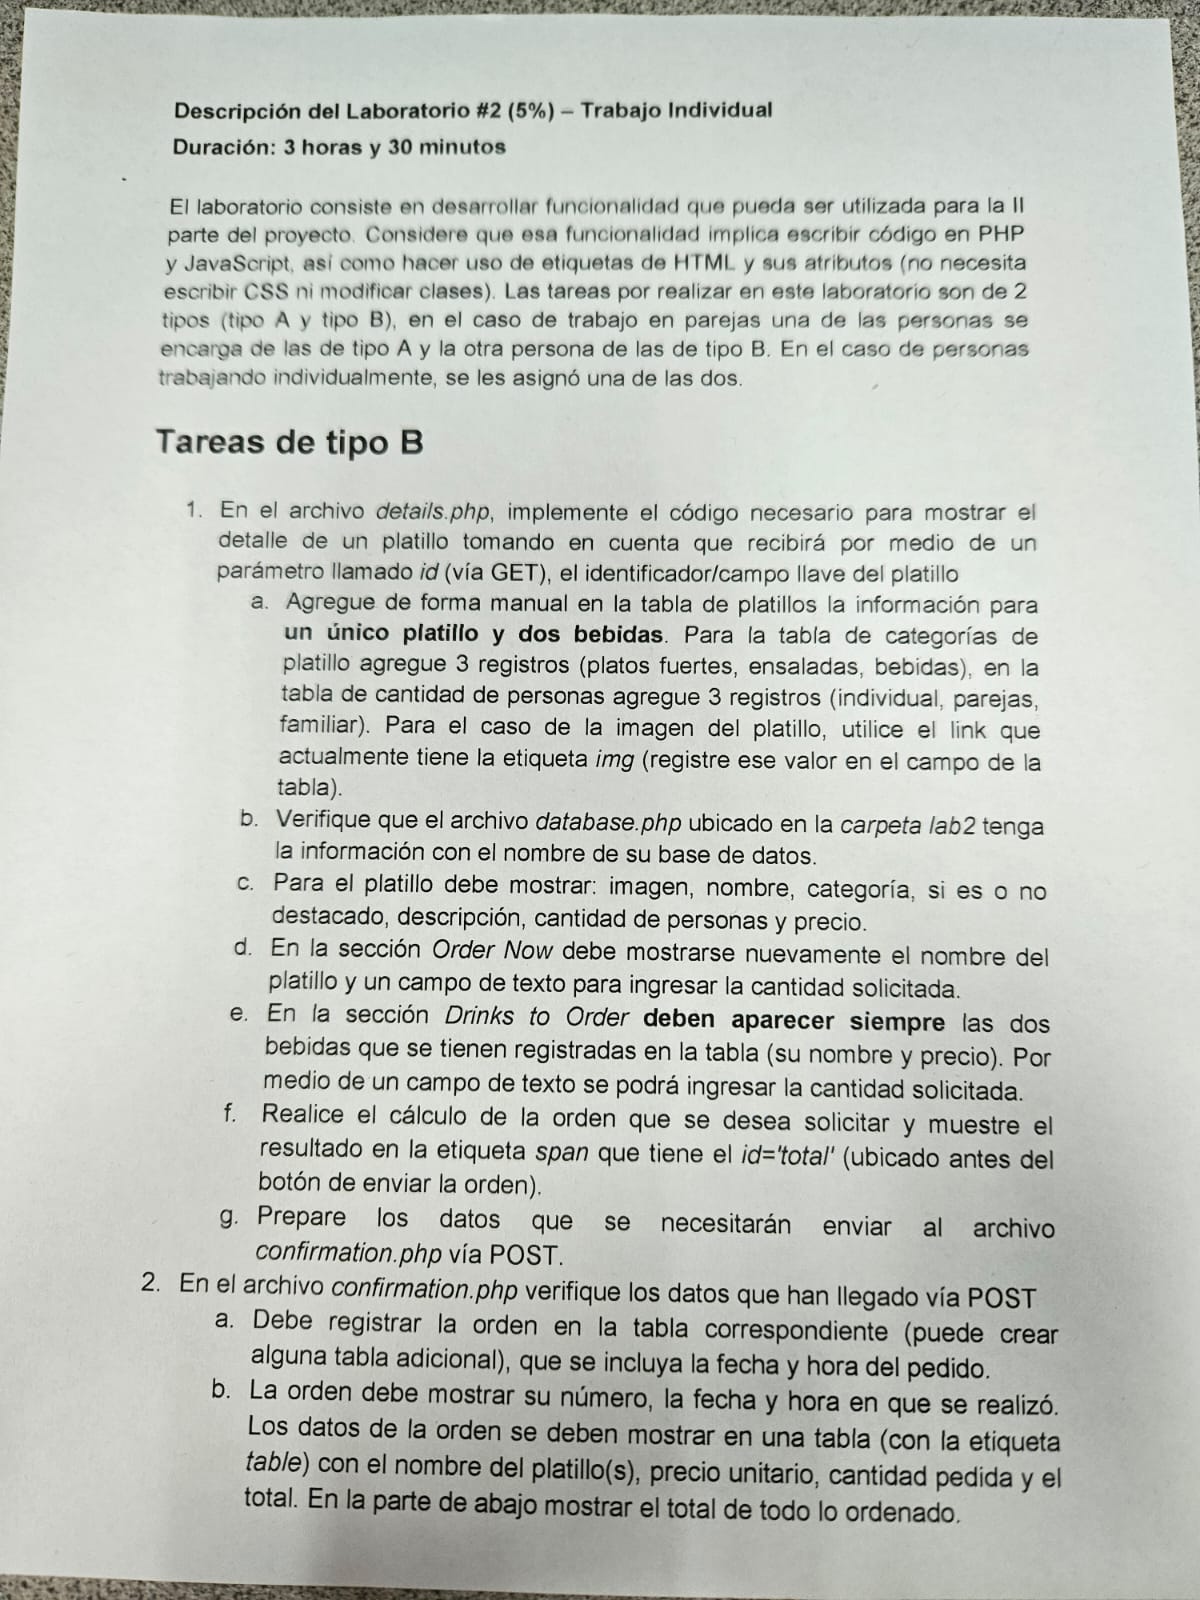 Descripción del Laboratorio #2 (5%) – Trabajo Individual
Duración: 3 horas y 30 minutos
El laboratorio consiste en desarrollar funcionalidad que pueda ser utilizada para la II
parte del proyecto. Considere que esa funcionalidad implica escribir código en PHP
y JavaScript, así como hacer uso de etiquetas de HTML y sus atributos (no necesita
escribir CSS ni modificar clases). Las tareas por realizar en este laboratorio son de 2
tipos (tipo A y tipo B), en el caso de trabajo en parejas una de las personas se
encarga de las de tipo A y la otra persona de las de tipo B. En el caso de personas
trabajando individualmente, se les asignó una de las dos.
Tareas de tipo B
1. En el archivo details.php, implemente el código necesario para mostrar el
detalle de un platillo tomando en cuenta que recibirá por medio de un
parámetro llamado id (vía GET), el identificador/campo llave del platillo
a. Agregue de forma manual en la tabla de platillos la información para
un único platillo y dos bebidas. Para la tabla de categorías de
platillo agregue 3 registros (platos fuertes, ensaladas, bebidas), en la
tabla de cantidad de personas agregue 3 registros (individual, parejas,
familiar). Para el caso de la imagen del platillo, utilice el link que
actualmente tiene la etiqueta img (registre ese valor en el campo de la
tabla).
b. Verifique que el archivo database.php ubicado en la carpeta lab2 tenga
la información con el nombre de su base de datos.
c. Para el platillo debe mostrar: imagen, nombre, categoría, si es o no
destacado, descripción, cantidad de personas y precio.
d. En la sección Order Now debe mostrarse nuevamente el nombre del
platillo y un campo de texto para ingresar la cantidad solicitada.
e. En la sección Drinks to Order deben aparecer siempre las dos
bebidas que se tienen registradas en la tabla (su nombre y precio). Por
medio de un campo de texto se podrá ingresar la cantidad solicitada.
f. Realice el cálculo de la orden que se desea solicitar y muestre el
resultado en la etiqueta span que tiene el id='total' (ubicado antes del
botón de enviar la orden).
g. Prepare los datos que se necesitarán enviar al archivo
confirmation.php vía POST.
2. En el archivo confirmation.php verifique los datos que han llegado vía POST
a. Debe registrar la orden en la tabla correspondiente (puede crear
alguna tabla adicional), que se incluya la fecha y hora del pedido.
b. La orden debe mostrar su número, la fecha y hora en que se realizó.
Los datos de la orden se deben mostrar en una tabla (con la etiqueta
table) con el nombre del platillo(s), precio unitario, cantidad pedida y el
total. En la parte de abajo mostrar el total de todo lo ordenado.